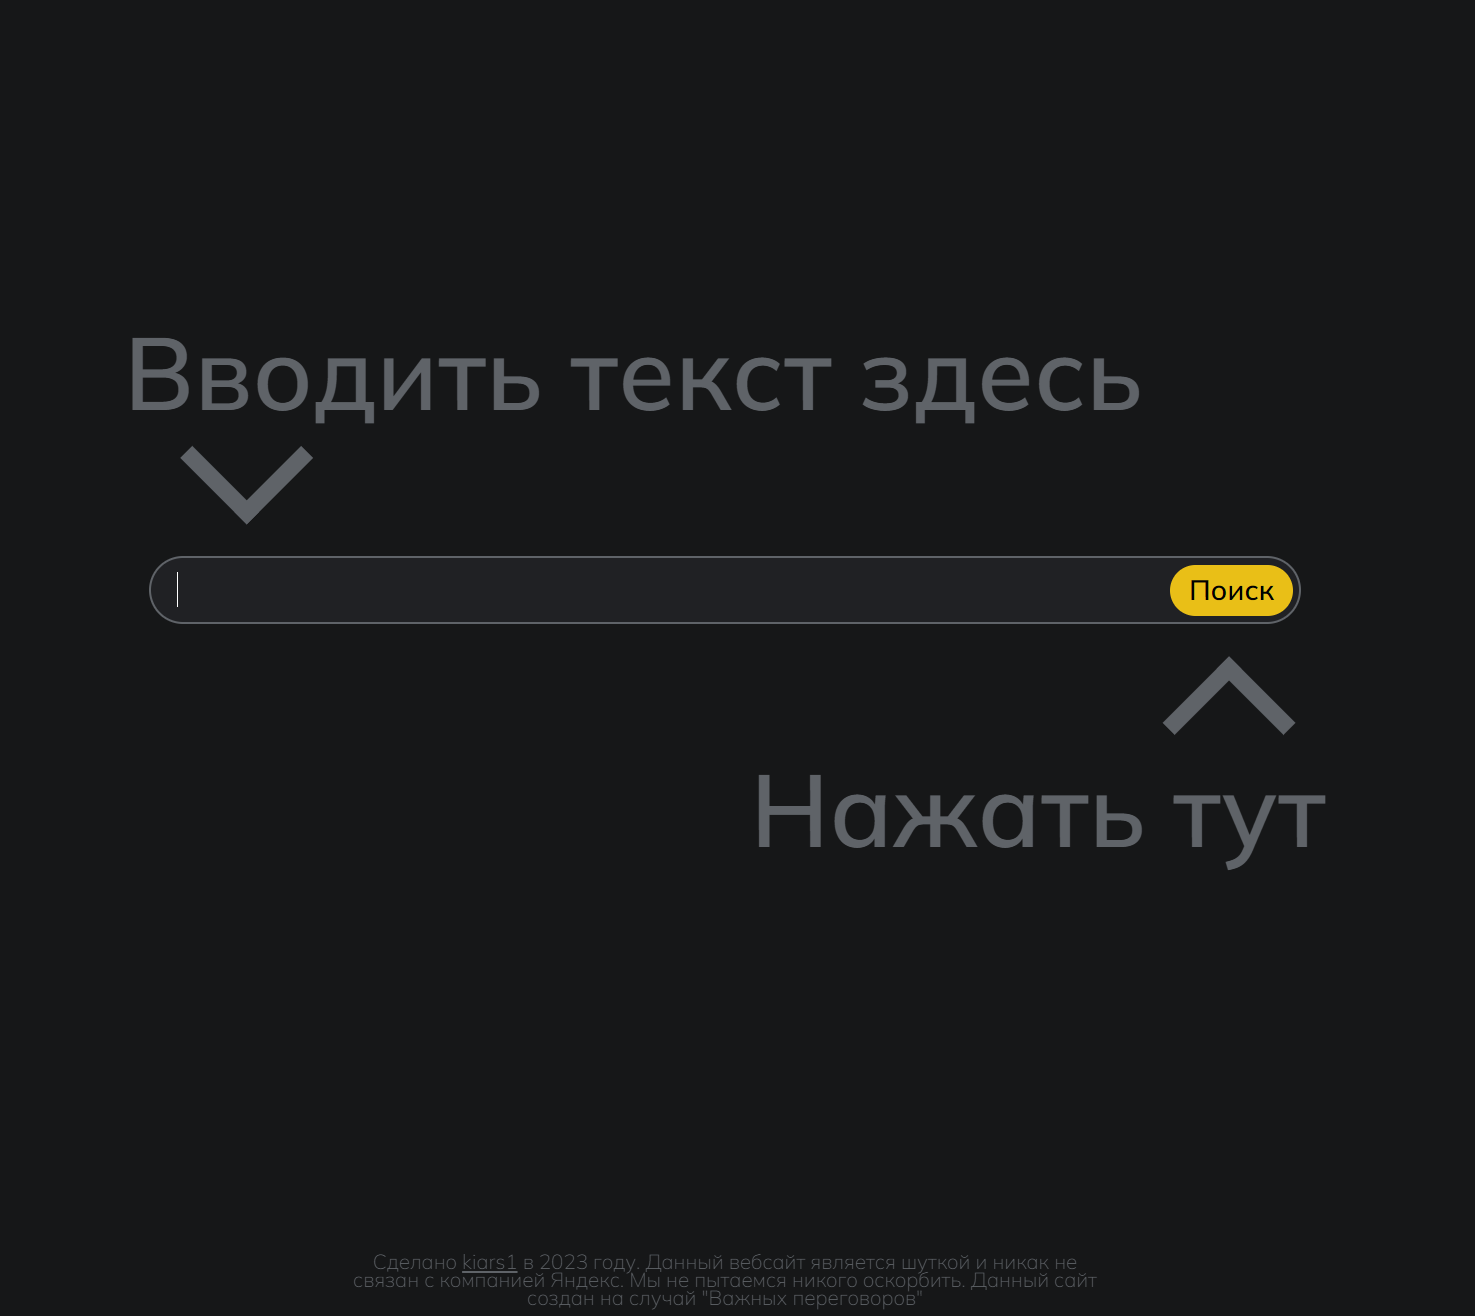 Вводить текст здесь
Поиск
Нажать тут
Сделано kiars1 в 2023 году. Данный вебсайт является шуткой и никак не
связан с компанией Яндекс. Мы не пытаемся никого оскорбить. Данный сайт
создан на случай "Важных переговоров"